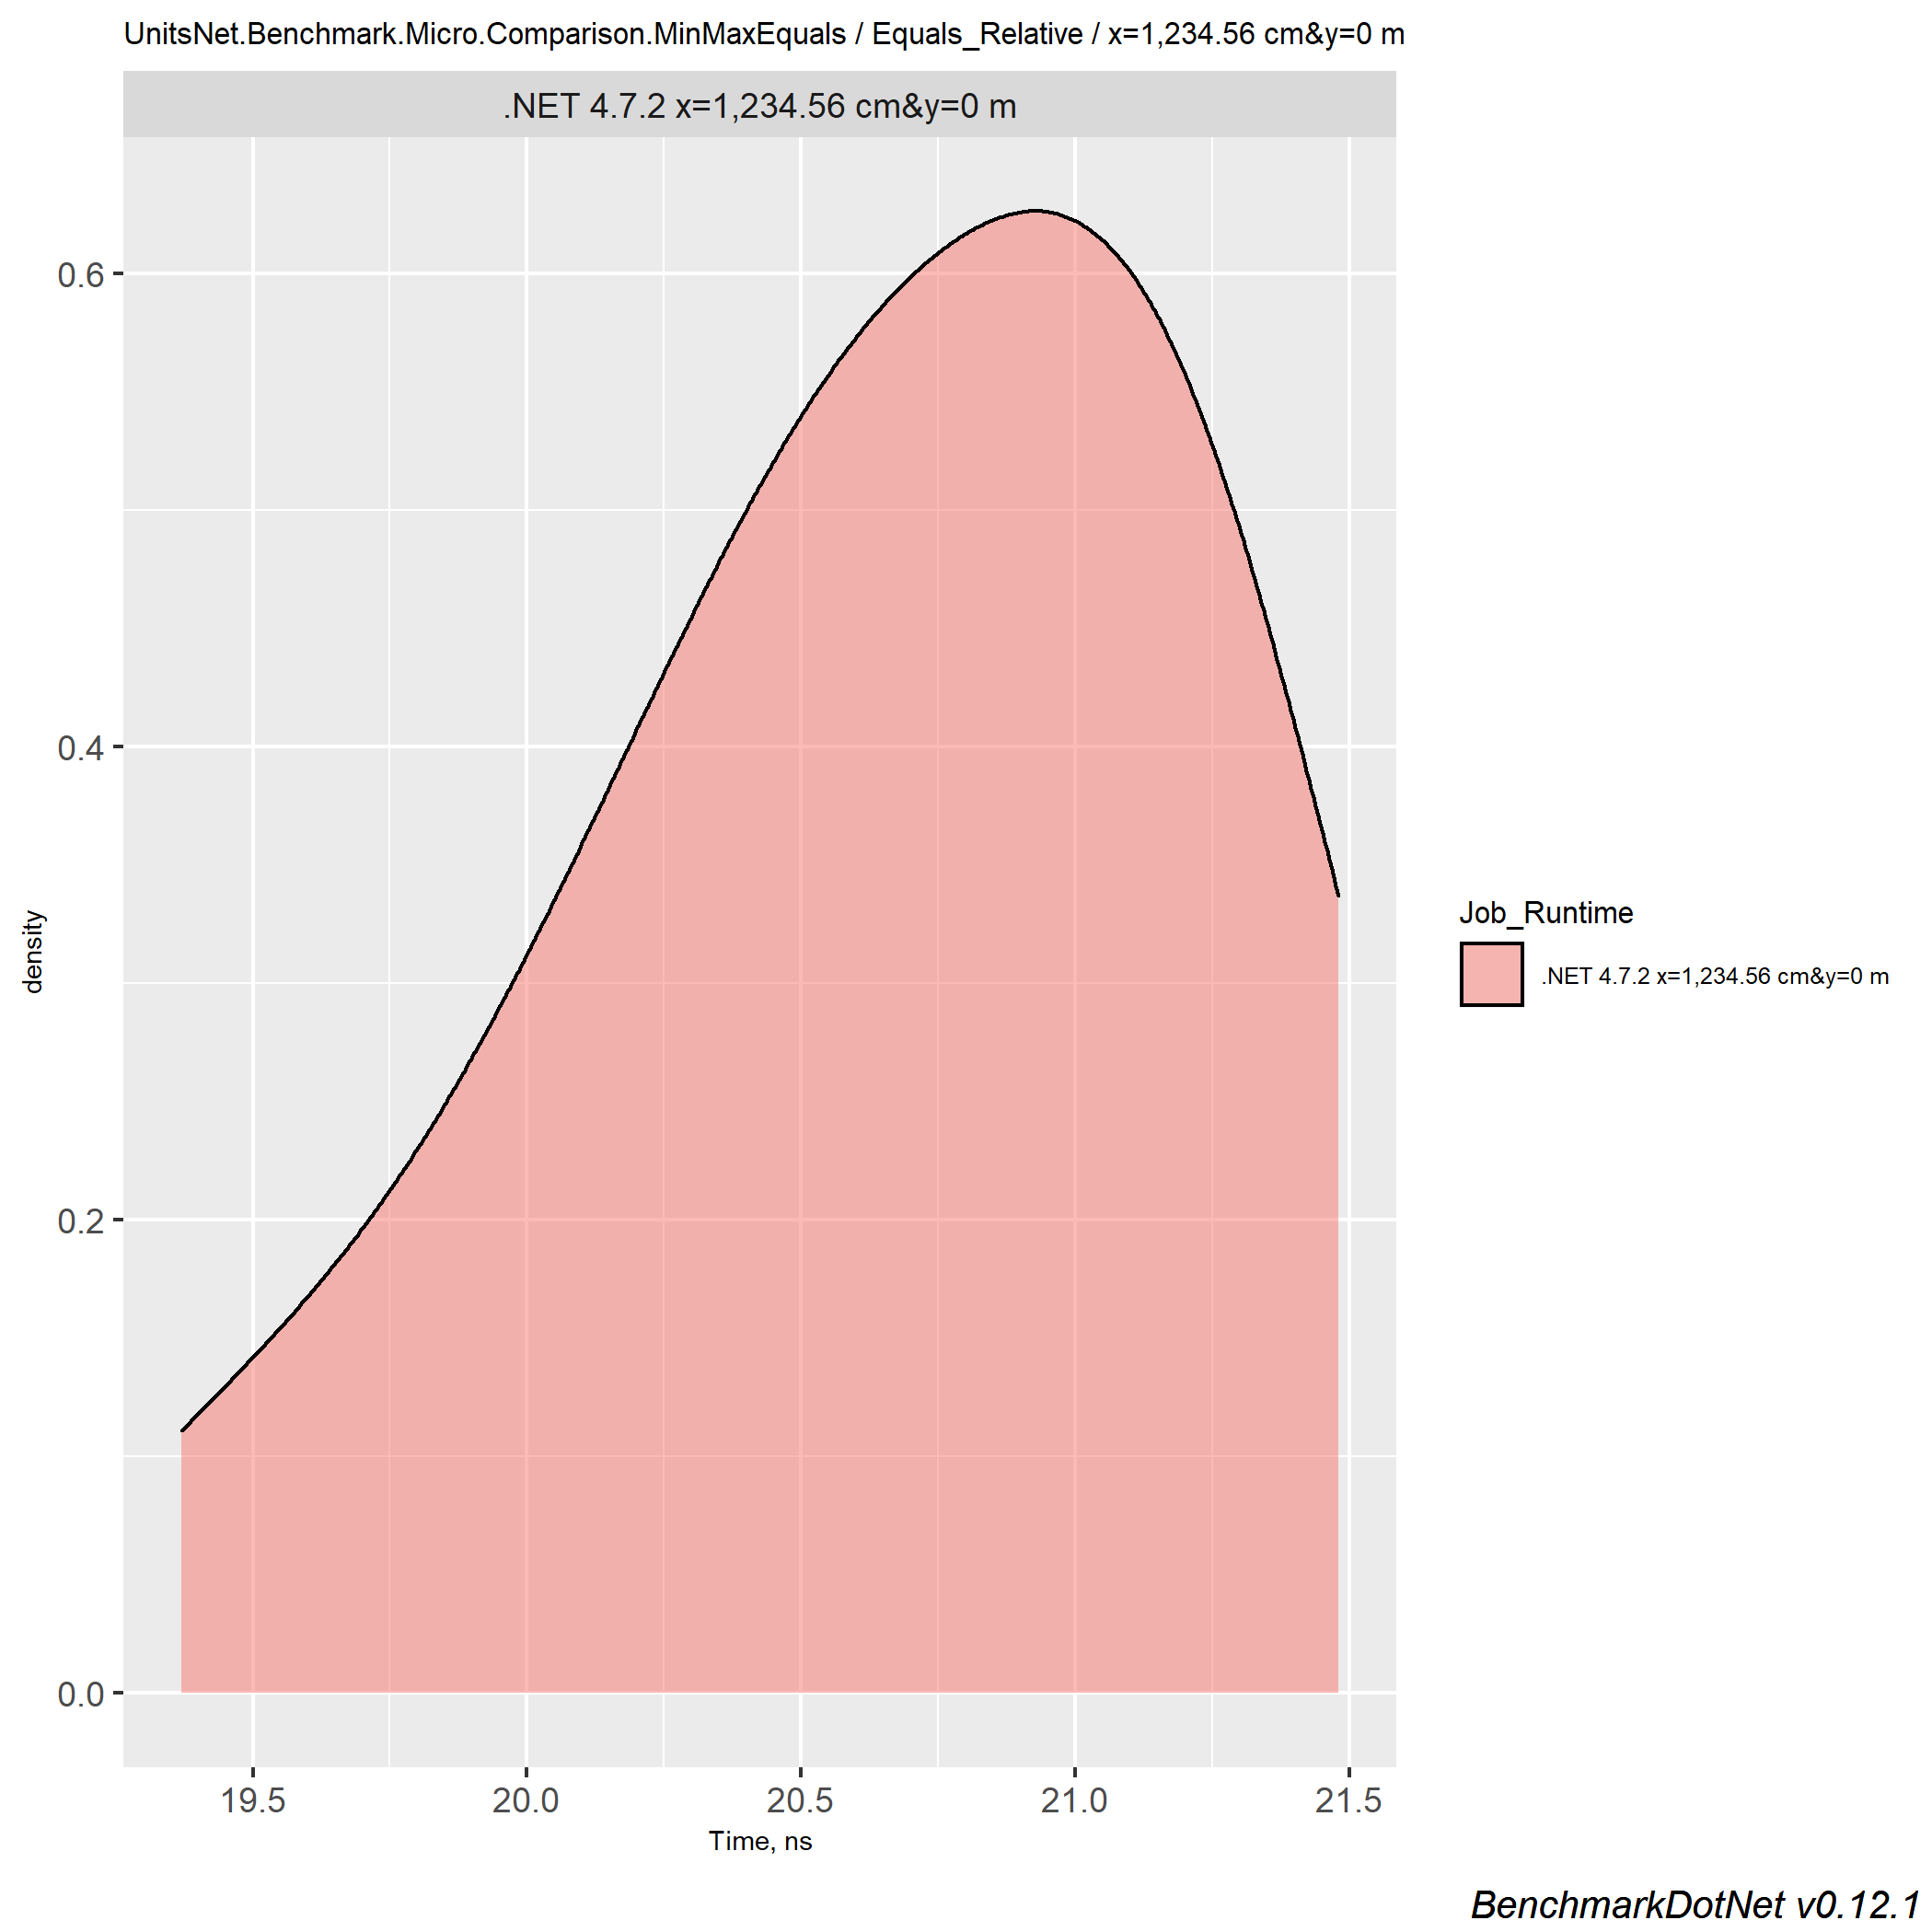 UnitsNet.Benchmark.Micro.Comparison.MinMaxEquals / Equals_Relative / x=1,234.56 cm&y=0 m
.NET 4.7.2 x=1,234.56 cm&y=0 m
0.6
0.4
0.2
0.0
density
19.5 20.0 20.5 21.0 21.5
Time, ns
Job_Runtime
.NET 4.7.2 x=1,234.56 cm&y=0 m
BenchmarkDotNet v0.12.1